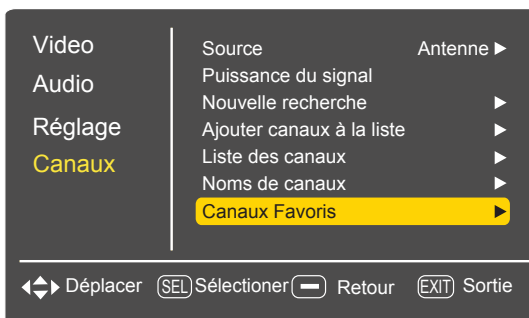 Video
Audio
Réglage
Canaux
Source Antenne
Puissance du signal
Nouvelle recherche
Ajouter canaux à la liste
Liste des canaux
Noms de canaux
Canaux Favoris
Déplacer SEL Sélectioner Retour EXIT Sortie